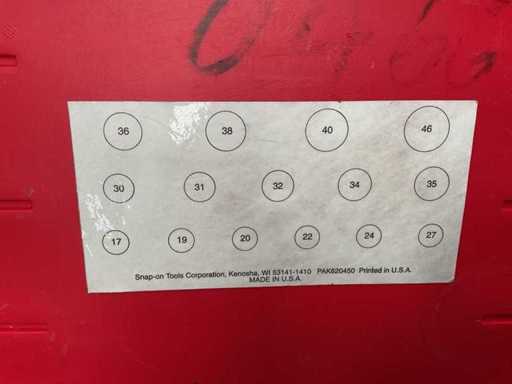 36 38 40 46
30 31 32 34 35
17 19 20 22 24 27
Snap-on Tools Corporation, Kenosha, WI 53141-1410 PAK620450 Printed in U.S.A.
MADE IN U.S.A.